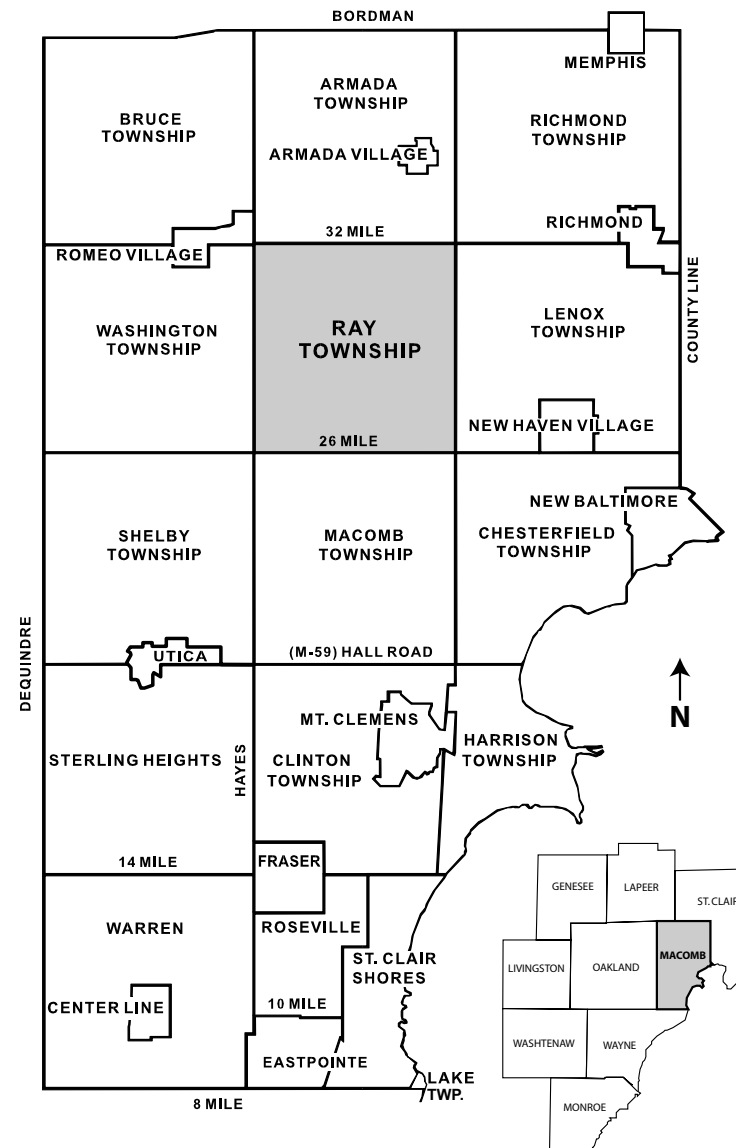 BORDMAN
MEMPHIS
ARMADA
TOWNSHIP
BRUCE
TOWNSHIP
RICHMOND
TOWNSHIP
ARMADA VILLAGE
RICHMOND
32 MILE
ROMEO VILLAGE
COUNTY LINE
WASHINGTON
TOWNSHIP
RAY
TOWNSHIP
LENOX
TOWNSHIP
NEW HAVEN VILLAGE
26 MILE
NEW BALTIMORE
SHELBY
TOWNSHIP
MACOMB
TOWNSHIP
CHESTERFIELD
TOWNSHIP
DEQUINDRE
UTICA
(M-59) HALL ROAD
N
MT. CLEMENS
STERLING HEIGHTS
HAYES
CLINTON
TOWNSHIP
HARRISON
TOWNSHIP
14 MILE
FRASER
WARREN
ROSEVILLE
ST. CLAIR
SHORES
CENTER LINE
10 MILE
EASTPOINTE
LAKE
TWP.
8 MILE
GENESEE
LAPEER
ST. CLAIR
LIVINGSTON
OAKLAND
MACOMB
WASHTENAW
WAYNE
MONROE